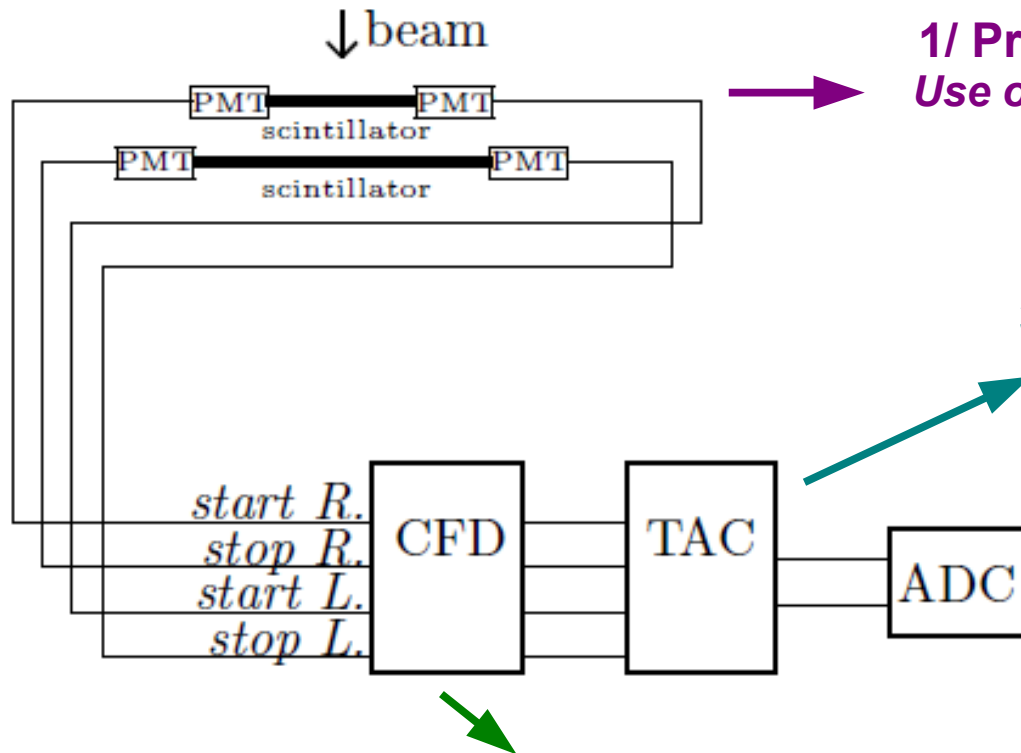 beam
1/ Pr
Use o
PMT
PMT
scintillator
PMT
PMT
scintillator
start R.
stop R.
start L.
stop L.
CFD
TAC
ADC